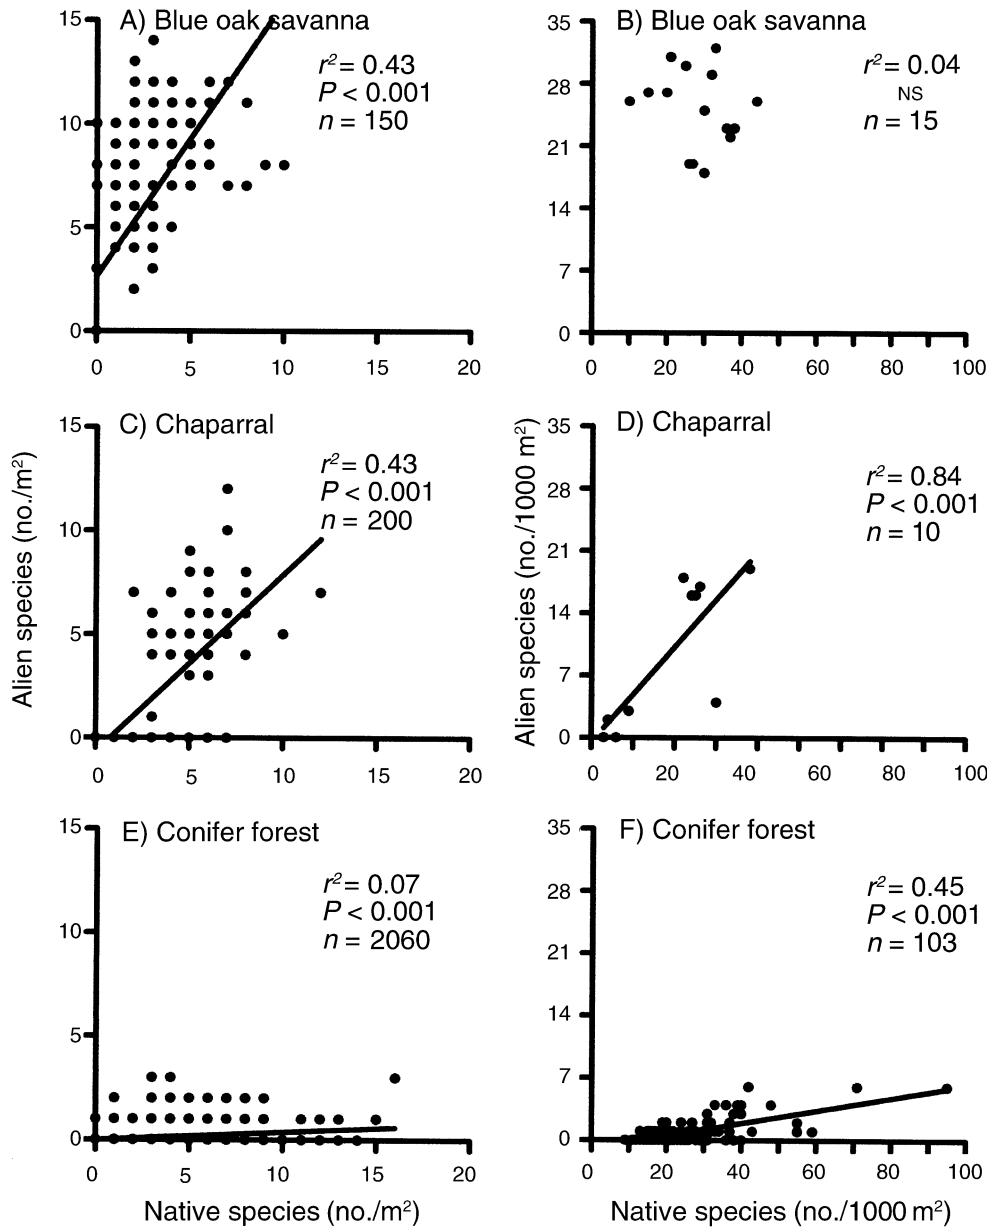 A) Blue oak savanna
r² = 0.43
P < 0.001
n = 150
15
10
5
0
0 5 10 15 20
B) Blue oak savanna
r² = 0.04
NS
n = 15
35
28
21
14
7
0
0 20 40 60 80 100
C) Chaparral
r² = 0.43
P < 0.001
n = 200
15
10
5
0
0 5 10 15 20
Alien species (no./m²)
D) Chaparral
r² = 0.84
P < 0.001
n = 10
35
28
21
14
7
0
0 20 40 60 80 100
Alien species (no./1000 m²)
E) Conifer forest
r² = 0.07
P < 0.001
n = 2060
15
10
5
0
0 5 10 15 20
Native species (no./m²)
F) Conifer forest
r² = 0.45
P < 0.001
n = 103
35
28
21
14
7
0
0 20 40 60 80 100
Native species (no./1000 m²)